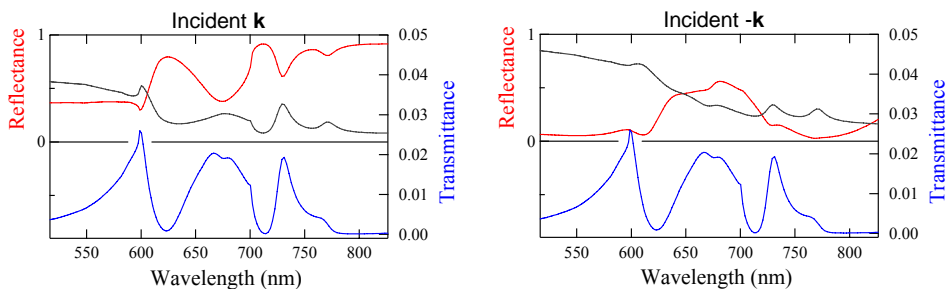 Incident k
1
0
Reflectance
0.05
0.04
0.03
0.02
0.01
0.00
Transmittance
550 600 650 700 750 800
Wavelength (nm)
Incident -k
1
0
Reflectance
0.05
0.04
0.03
0.02
0.01
0.00
Transmittance
550 600 650 700 750 800
Wavelength (nm)